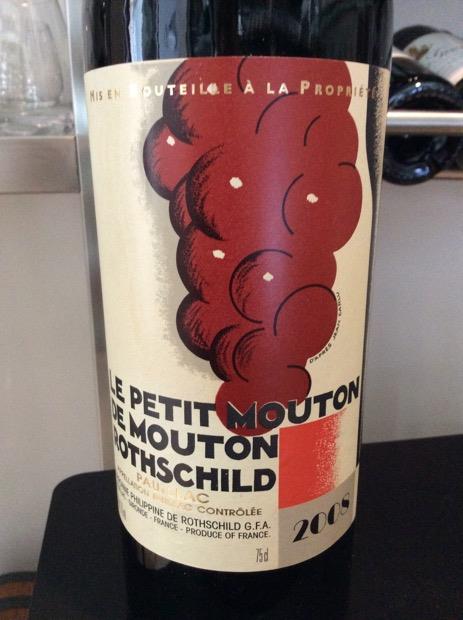 MIS EN BOUTEILLE À LA PROPRIÉTÉ
D'APRÈS JEAN CARLU
LE PETIT MOUTON
DE MOUTON
ROTHSCHILD
PAUILLAC
APPELLATION PAUILLAC CONTRÔLÉE
PHILIPPINE DE ROTHSCHILD G.F.A.
GIRONDE - FRANCE - PRODUCE OF FRANCE.
75cl
2008